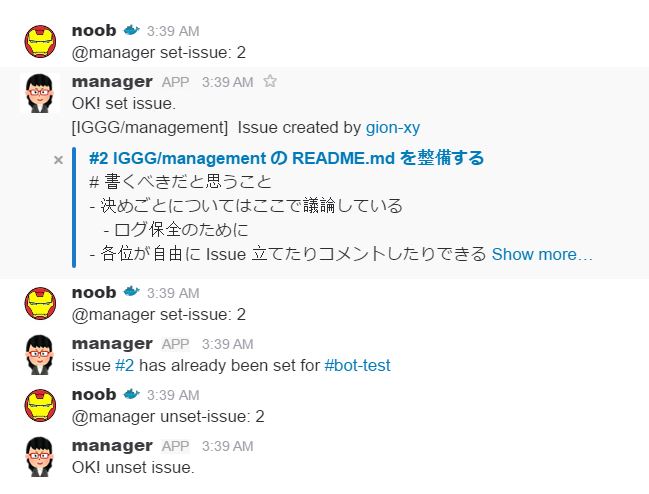 noob 3:39 AM
@manager set-issue: 2
manager APP 3:39 AM
OK! set issue.
[IGGG/management] Issue created by gion-xy
#2 IGGG/management の README.md を整備する
# 書くべきだと思うこと
- 決めごとについてはここで議論している
- ログ保全のために
- 各位が自由に Issue 立てたりコメントしたりできる Show more…
noob 3:39 AM
@manager set-issue: 2
manager APP 3:39 AM
issue #2 has already been set for #bot-test
noob 3:39 AM
@manager unset-issue: 2
manager APP 3:39 AM
OK! unset issue.